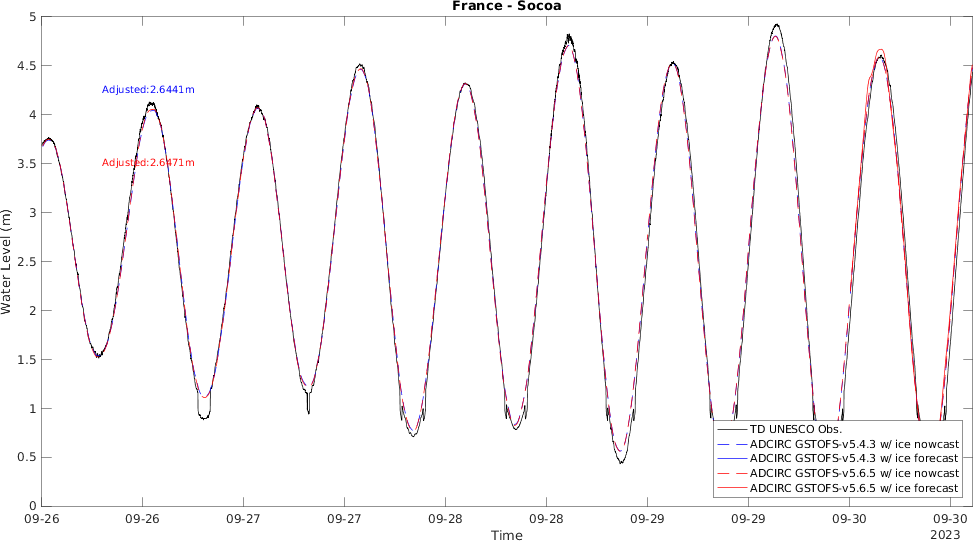 France - Socoa
5
4.5
4
3.5
3
2.5
2
1.5
1
0.5
0
Water Level (m)
Adjusted:2.6441m
Adjusted:2.6471m
TD UNESCO Obs.
ADCIRC GSTOFS-v5.4.3 w/ ice nowcast
ADCIRC GSTOFS-v5.4.3 w/ ice forecast
ADCIRC GSTOFS-v5.6.5 w/ ice nowcast
ADCIRC GSTOFS-v5.6.5 w/ ice forecast
09-26 09-26 09-27 09-27 09-28 09-28 09-29 09-29 09-30 09-30
2023
Time